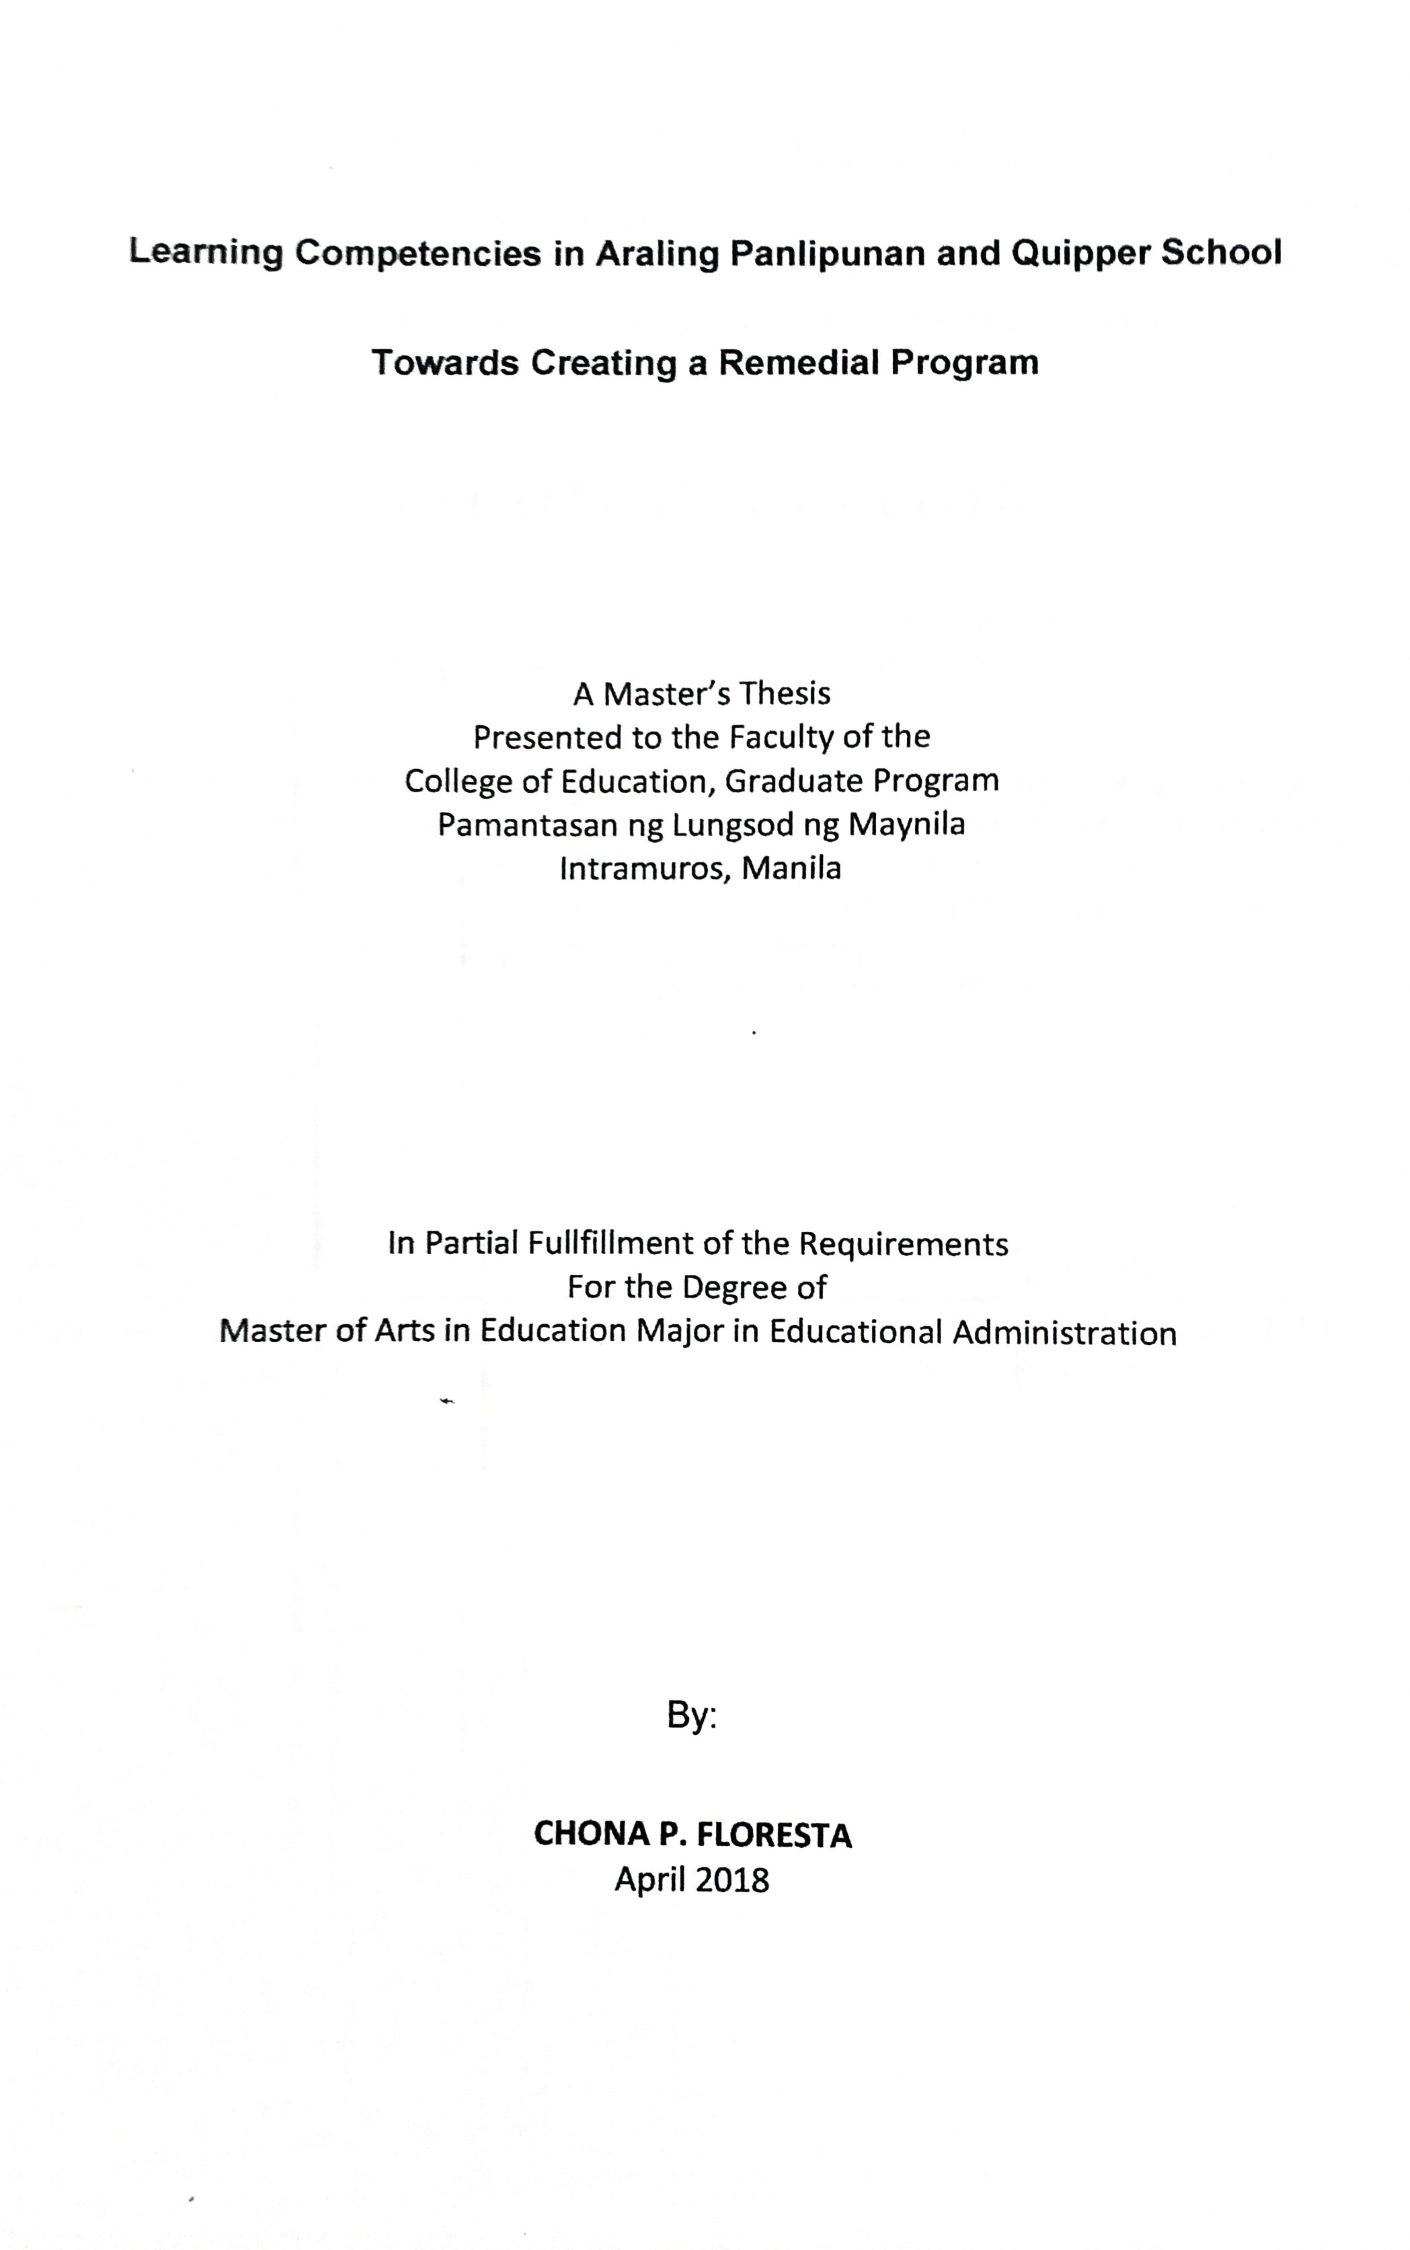 Learning Competencies in Araling Panlipunan and Quipper School
Towards Creating a Remedial Program
A Master's Thesis
Presented to the Faculty of the
College of Education, Graduate Program
Pamantasan ng Lungsod ng Maynila
Intramuros, Manila
In Partial Fullfillment of the Requirements
For the Degree of
Master of Arts in Education Major in Educational Administration
By:
CHONA P. FLORESTA
April 2018